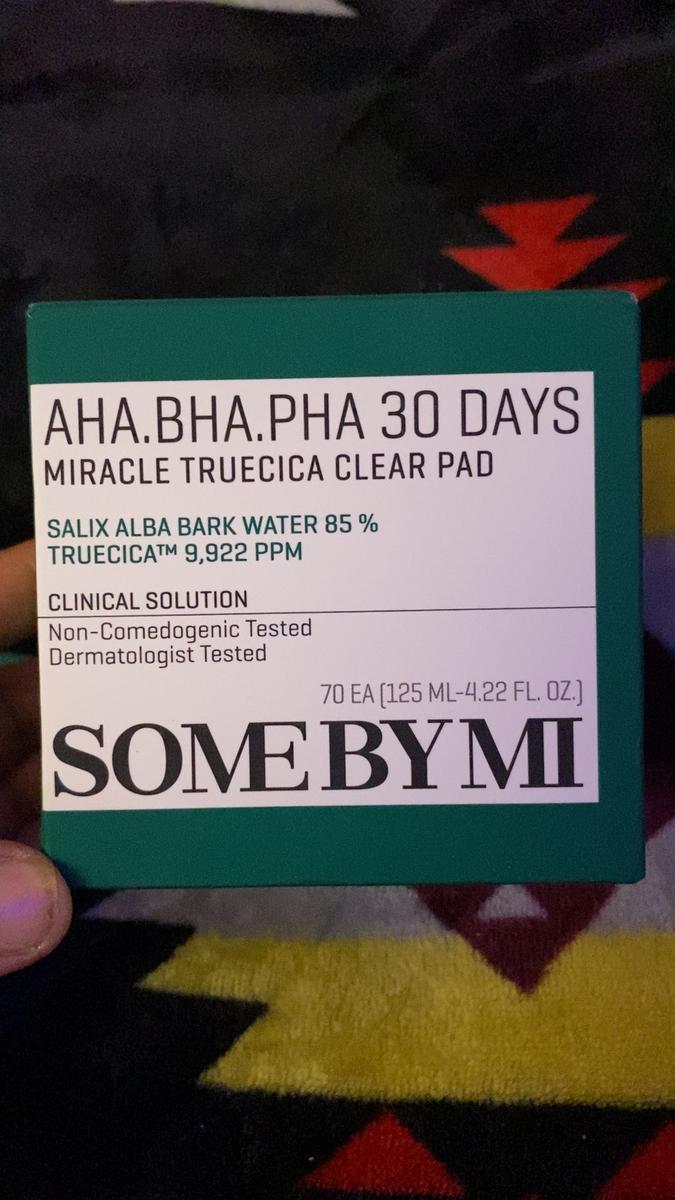 AHA.BHA.PHA 30 DAYS
MIRACLE TRUECICA CLEAR PAD
SALIX ALBA BARK WATER 85 %
TRUECICA™ 9,922 PPM
CLINICAL SOLUTION
Non-Comedogenic Tested
Dermatologist Tested
70 EA [125 ML-4.22 FL. OZ.]
SOME BY MI